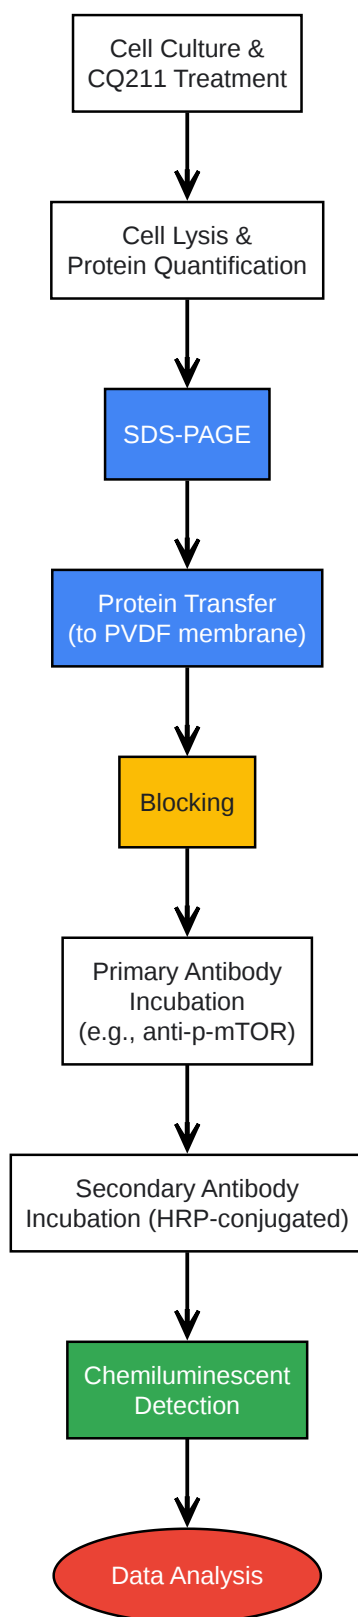 Cell Culture &
CQ211 Treatment
Cell Lysis &
Protein Quantification
SDS-PAGE
Protein Transfer
(to PVDF membrane)
Blocking
Primary Antibody
Incubation
(e.g., anti-p-mTOR)
Secondary Antibody
Incubation (HRP-conjugated)
Chemiluminescent
Detection
Data Analysis